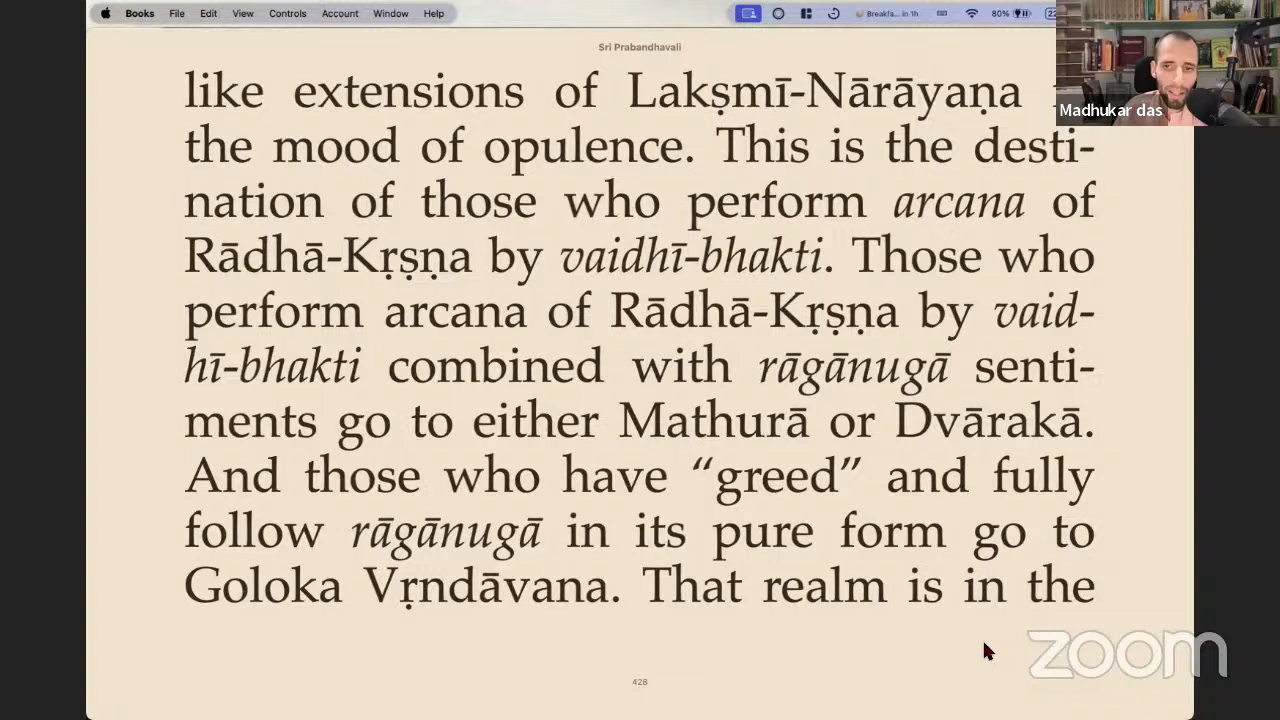 Books File Edit View Controls Account Window Help
Breakfa... in 1h 80%
Sri Prabandhavali
like extensions of Lakṣmī-Nārāyaṇa
the mood of opulence. This is the desti-
nation of those who perform arcana of
Rādhā-Kṛṣṇa by vaidhī-bhakti. Those who
perform arcana of Rādhā-Kṛṣṇa by vaid-
hī-bhakti combined with rāgānugā senti-
ments go to either Mathurā or Dvārakā.
And those who have “greed” and fully
follow rāgānugā in its pure form go to
Goloka Vṛndāvana. That realm is in the
428
Madhukar das
zoom